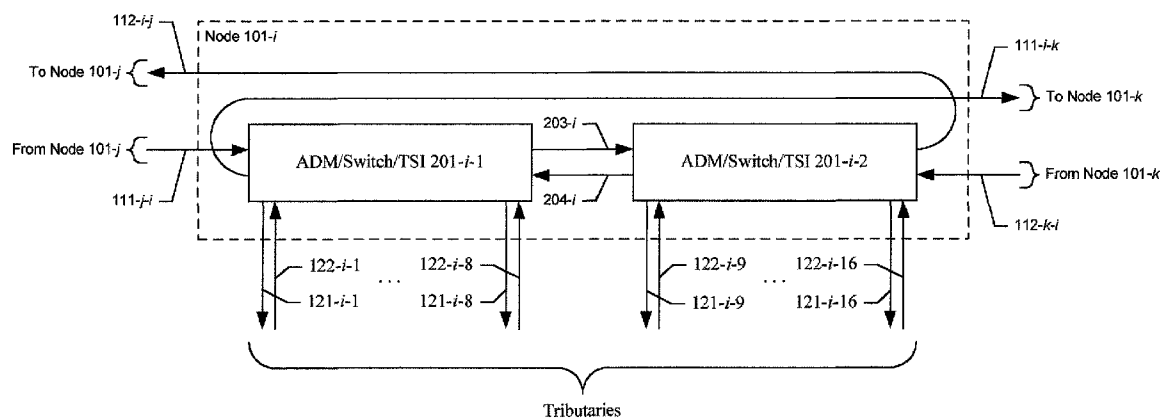 112-i-j
Node 101-i
111-i-k
To Node 101-j
To Node 101-k
203-i
From Node 101-j
ADM/Switch/TSI 201-i-1
ADM/Switch/TSI 201-i-2
From Node 101-k
111-j-i
204-i
112-k-i
122-i-1 ... 122-i-8
122-i-9 ... 122-i-16
121-i-1
121-i-8
121-i-9
121-i-16
Tributaries